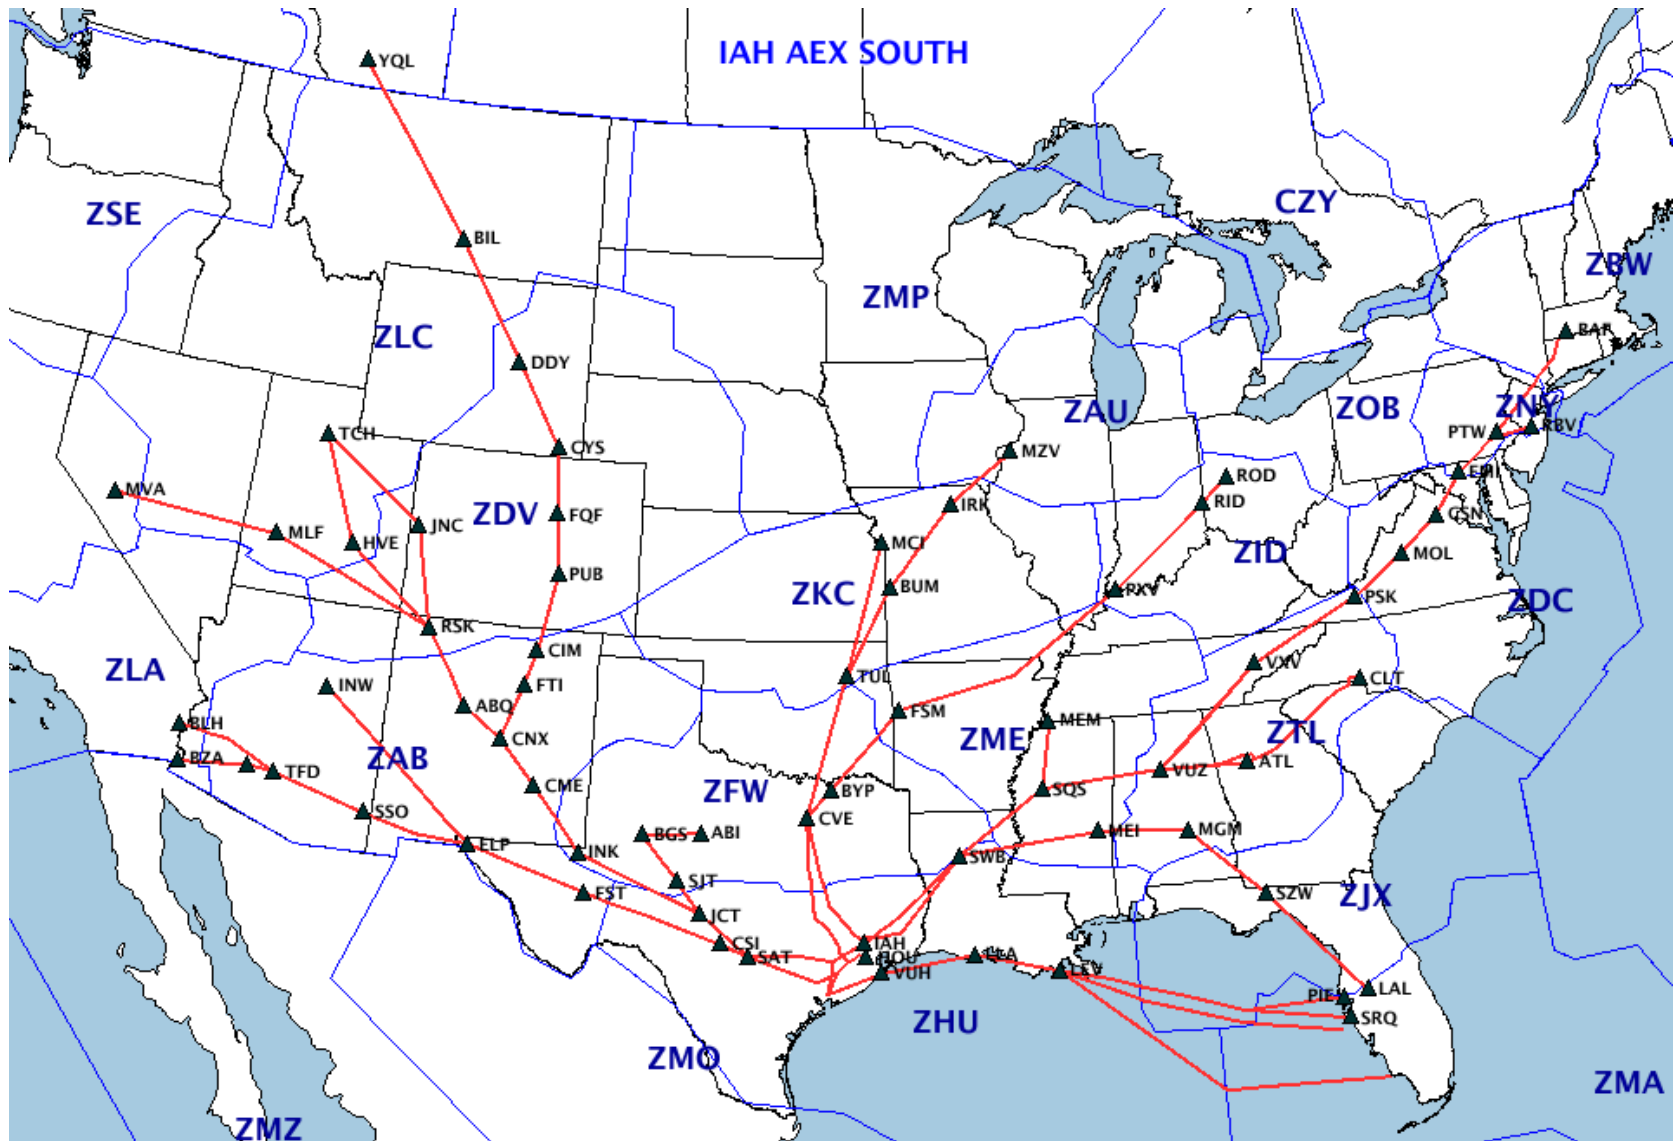 IAH AEX SOUTH
YQL
CZY
ZSE
BIL
ZBW
ZMP
BAF
ZLC
DDY
ZAU
ZOB
ZNY
TCH
PTW
RBV
CYS
MZV
MVA
ROD
EMI
IRK
RID
ZDV
FQF
CSN
JNC
MLF
HVE
MCI
ZID
MOL
PUB
BUM
PXV
ZKC
PSK
ZDC
RSK
CIM
VXV
ZLA
TUL
CLT
INW
FTI
ABQ
FSM
BLH
MEM
ZTL
CNX
ZME
BZA
ZAB
ATL
TFD
VUZ
CME
ZFW
BYP
SQS
SSO
CVE
BGS
ABI
MEI
MGM
ELP
INK
SWB
SJT
FST
SZW
ZJX
JCT
CSI
IAH
SAT
HOU
LLA
VUH
LEV
LAL
PIE
SRQ
ZHU
ZMO
ZMA
ZMZ